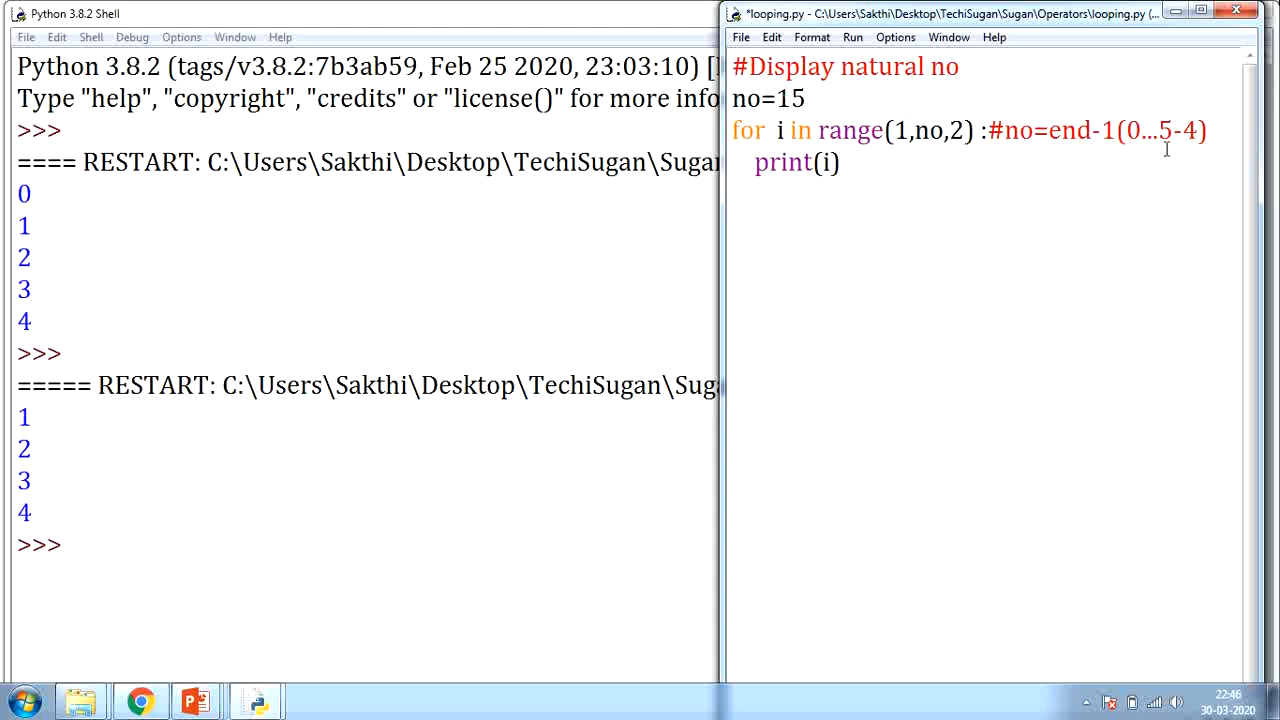 Python 3.8.2 Shell
File Edit Shell Debug Options Window Help
Python 3.8.2 (tags/v3.8.2:7b3ab59, Feb 25 2020, 23:03:10) [
Type "help", "copyright", "credits" or "license()" for more info
>>>
==== RESTART: C:\Users\Sakthi\Desktop\TechiSugan\Sugan
0
1
2
3
4
>>>
===== RESTART: C:\Users\Sakthi\Desktop\TechiSugan\Suga
1
2
3
4
>>>
*looping.py - C:\Users\Sakthi\Desktop\TechiSugan\Sugan\Operators\looping.py (...
File Edit Format Run Options Window Help
#Display natural no
no=15
for i in range(1,no,2) :#no=end-1(0...5-4)
print(i)
22:46
30-03-2020